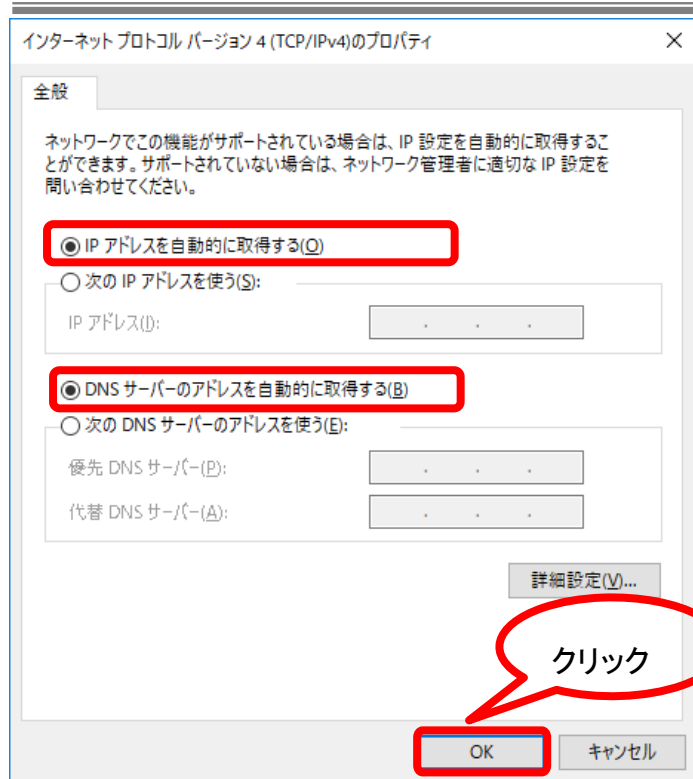 インターネット プロトコル バージョン 4 (TCP/IPv4)のプロパティ
全般
ネットワークでこの機能がサポートされている場合は、IP 設定を自動的に取得するこ
とができます。サポートされていない場合は、ネットワーク管理者に適切な IP 設定を
問い合わせてください。
IP アドレスを自動的に取得する(O)
次の IP アドレスを使う(S):
IP アドレス(I):
. . .
DNS サーバーのアドレスを自動的に取得する(B)
次の DNS サーバーのアドレスを使う(E):
優先 DNS サーバー(P):
. . .
代替 DNS サーバー(A):
. . .
詳細設定(V)...
クリック
OK
キャンセル